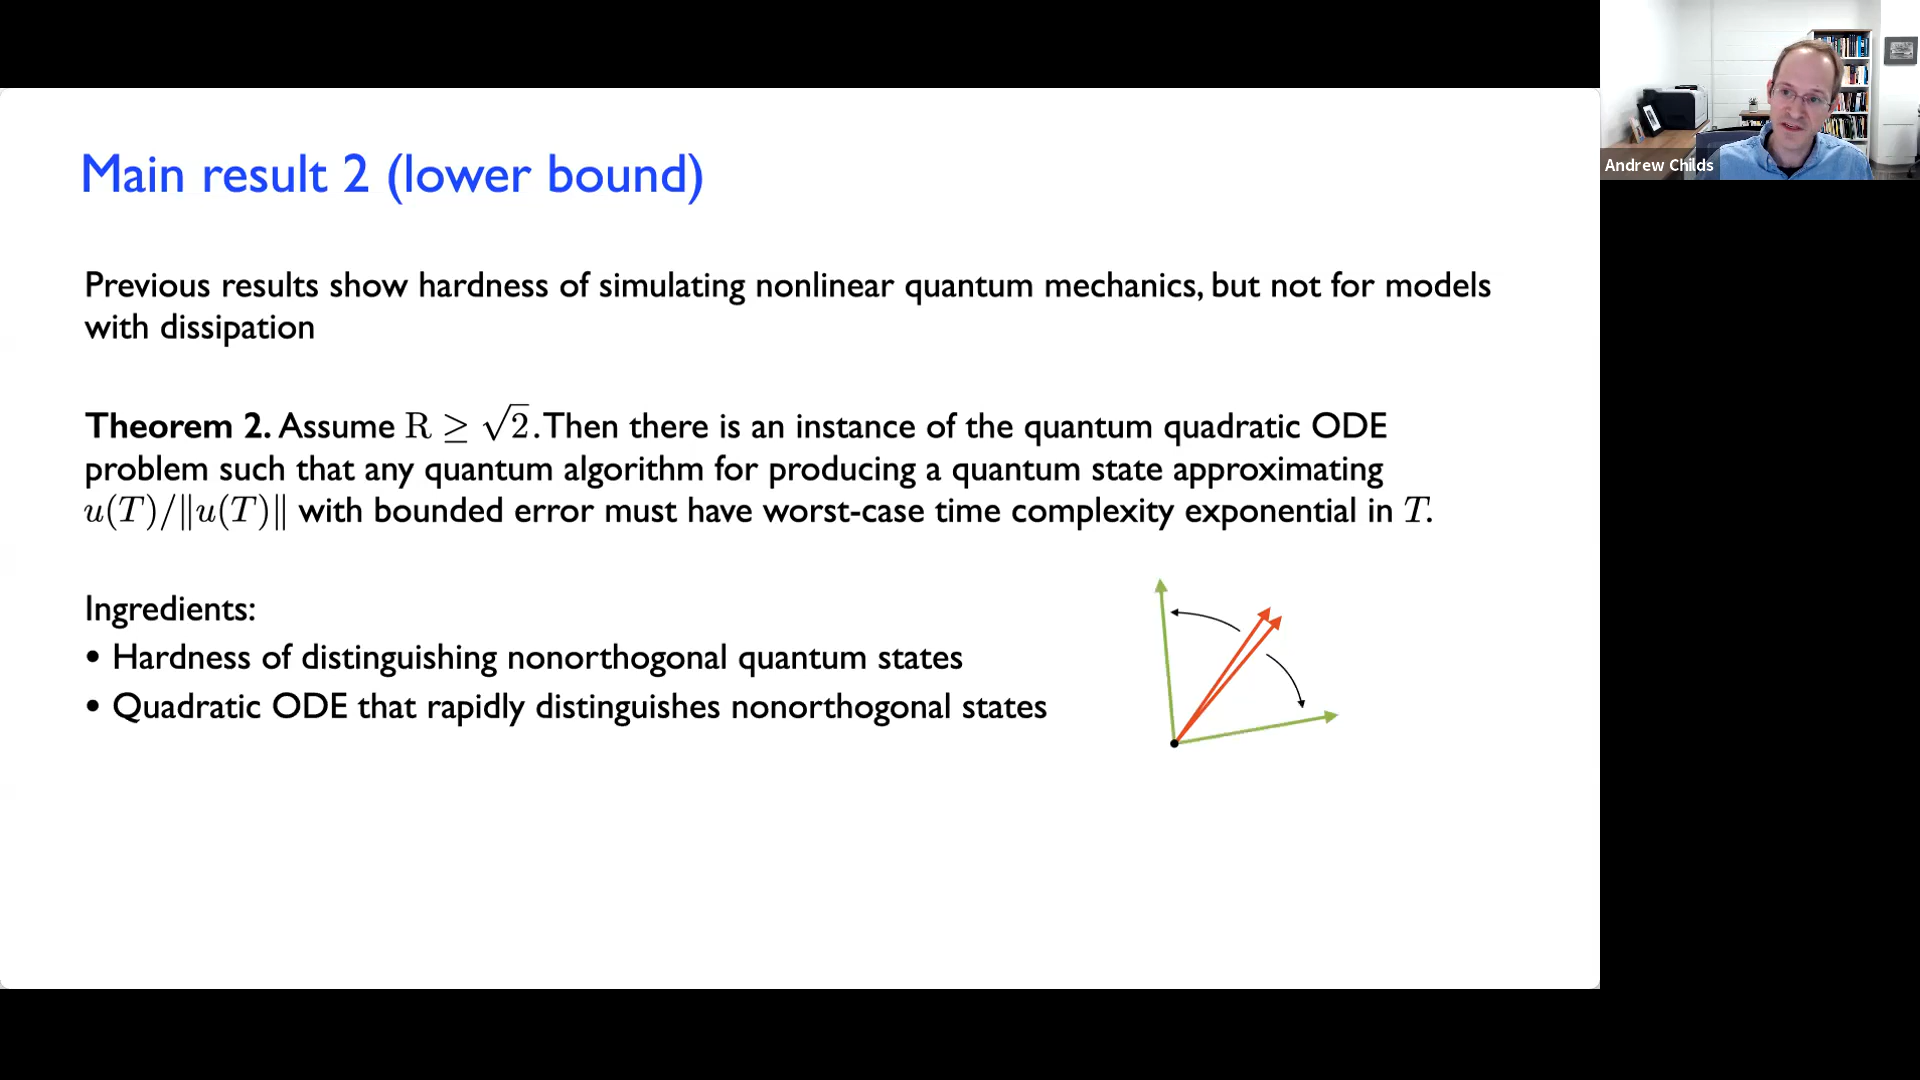 Main result 2 (lower bound)
Andrew Childs
Previous results show hardness of simulating nonlinear quantum mechanics, but not for models
with dissipation
Theorem 2. Assume R ≥ √2. Then there is an instance of the quantum quadratic ODE
problem such that any quantum algorithm for producing a quantum state approximating
u(T)/‖u(T)‖ with bounded error must have worst-case time complexity exponential in T.
Ingredients:
• Hardness of distinguishing nonorthogonal quantum states
• Quadratic ODE that rapidly distinguishes nonorthogonal states